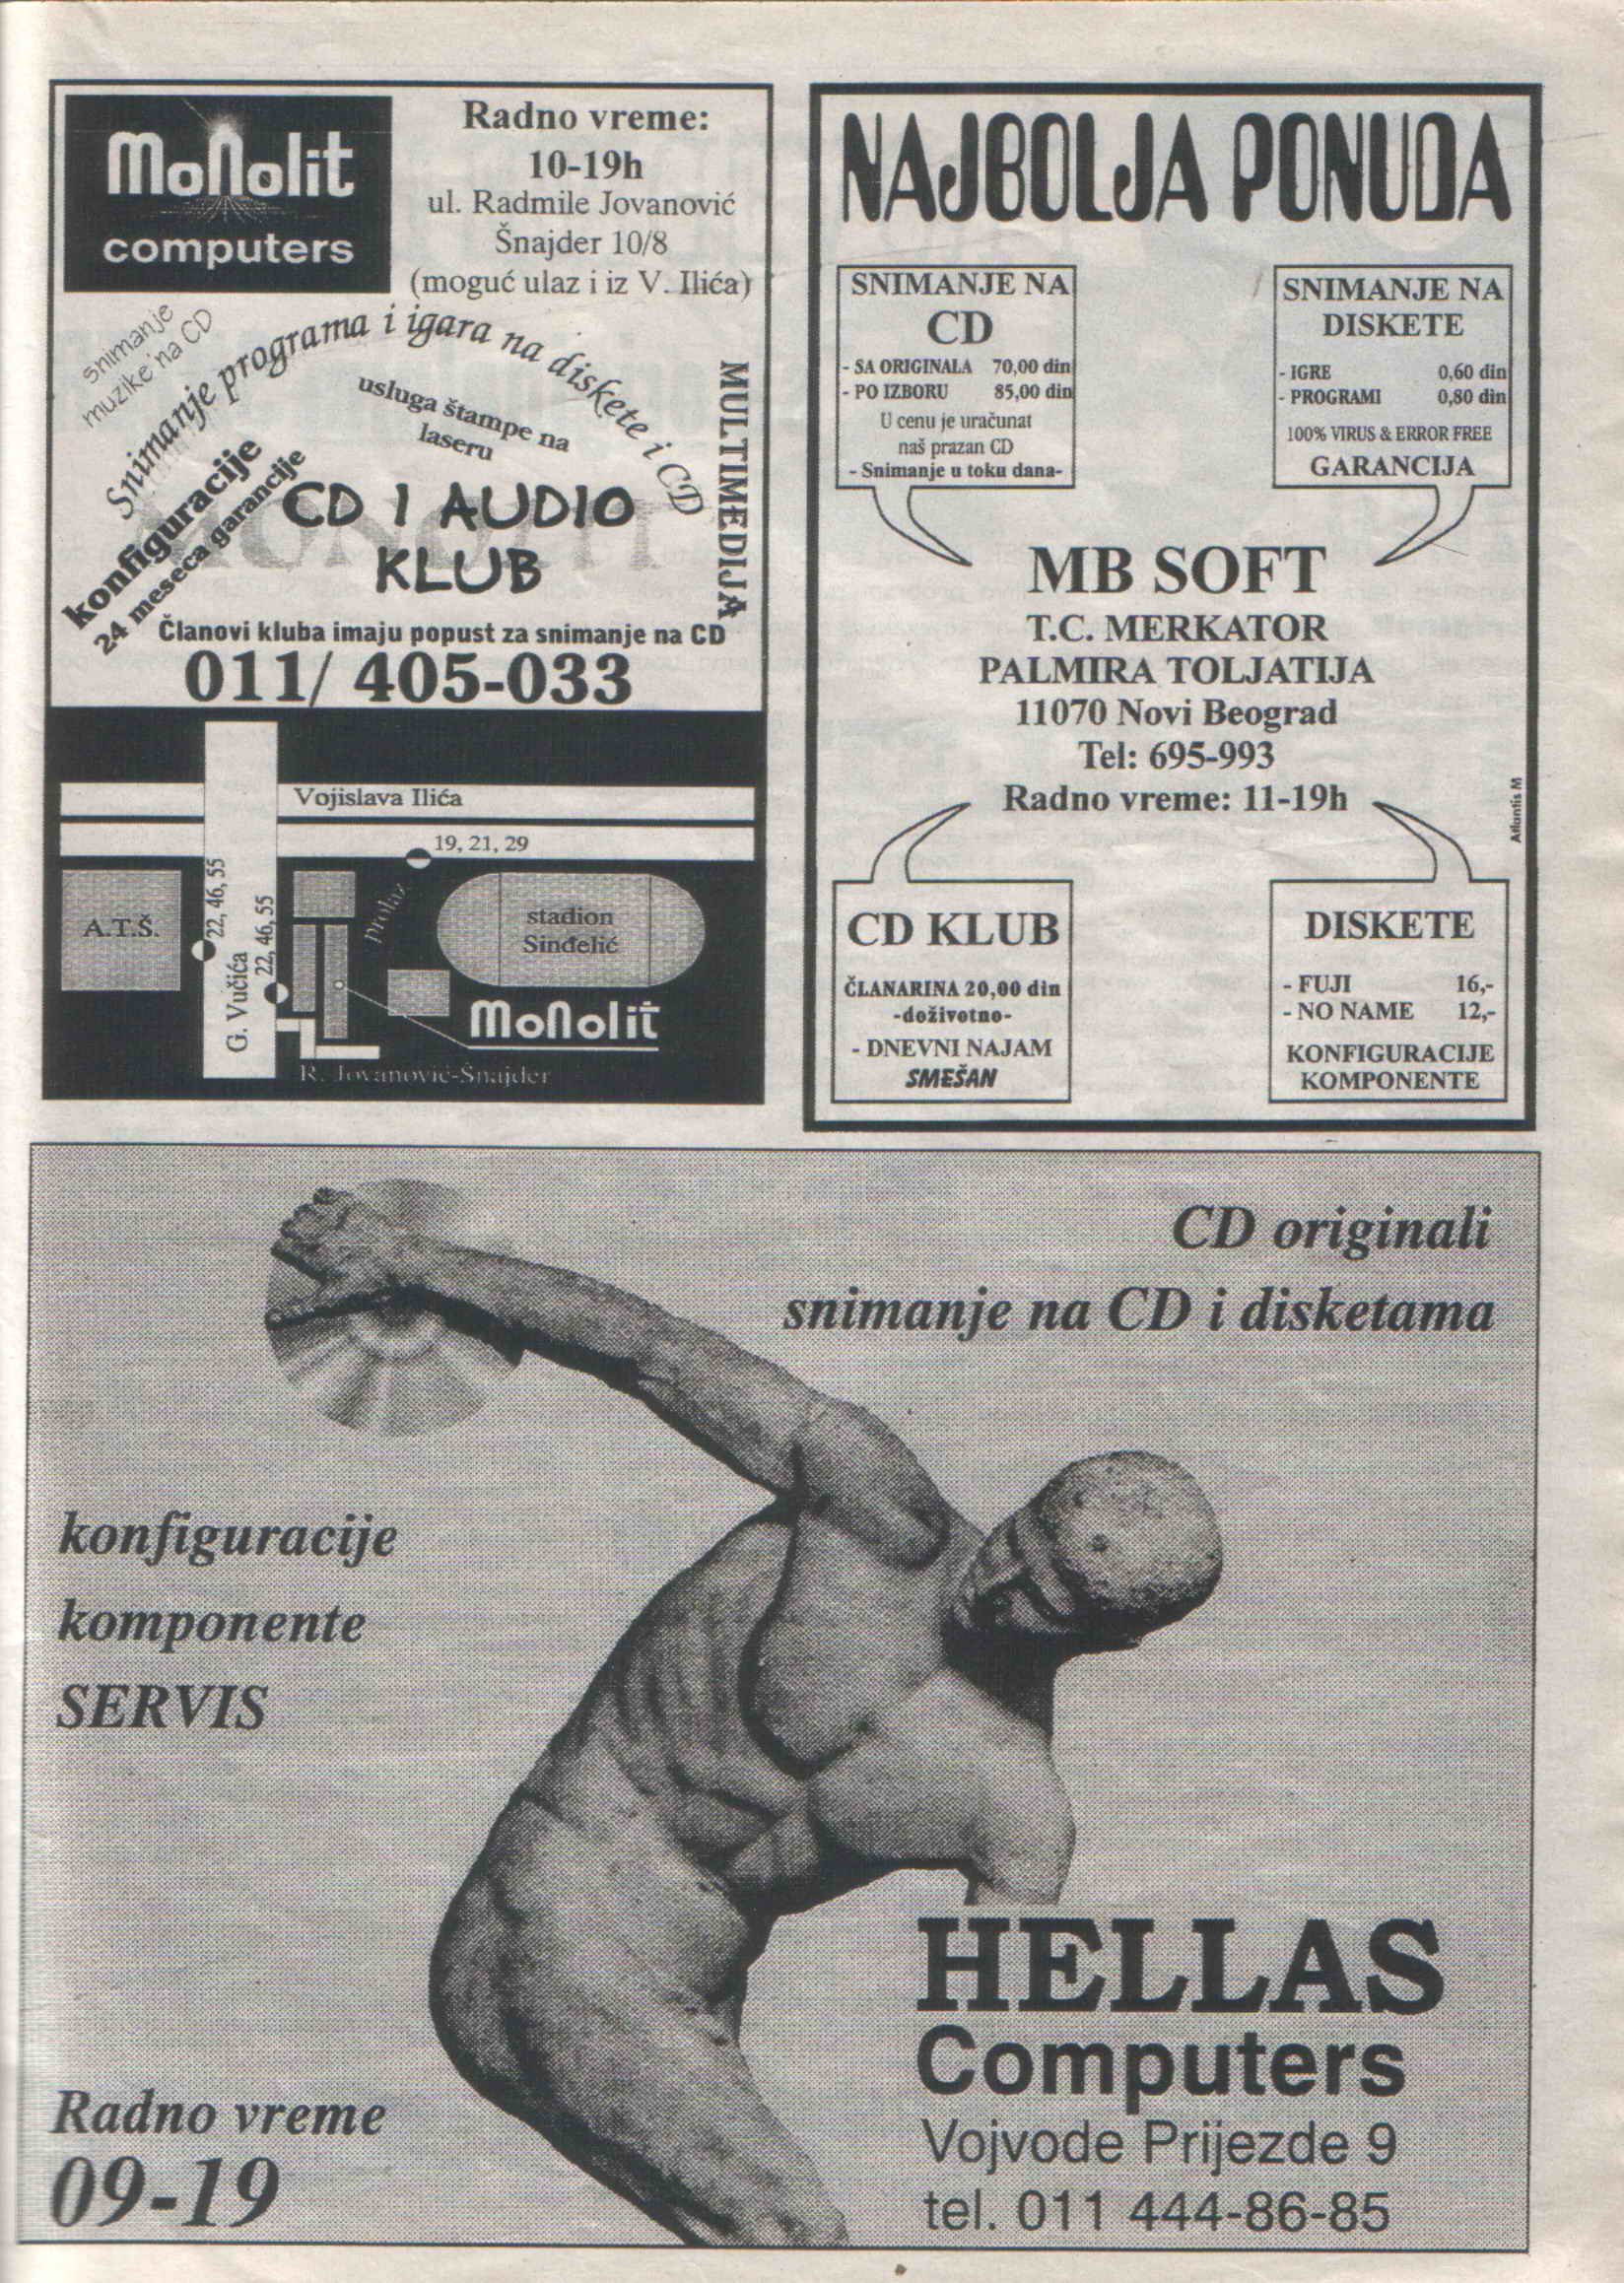 MoNolit
computers
Radno vreme:
10-19h
ul. Radmile Jovanović
Šnajder 10/8
(moguć ulaz i iz V. Ilića)
snimanje
muzike na CD
Snimanje programa i igara na diskete i CD
usluga štampe na
laseru
MULTIMEDIJA
konfiguracije
24 meseca garancije
MONOLIT
CD I AUDIO
KLUB
Članovi kluba imaju popust za snimanje na CD
011/ 405-033
Vojislava Ilića
19, 21, 29
22, 46, 55
22, 46, 55
G. Vučića
A.T.Š.
prolaz
stadion
Sinđelić
MoNolit
R. Jovanović-Šnajder
NAJBOLJA PONUDA
SNIMANJE NA
CD
- SA ORIGINALA 70,00 din
- PO IZBORU 85,00 din
U cenu je uračunat
naš prazan CD
- Snimanje u toku dana-
SNIMANJE NA
DISKETE
- IGRE 0,60 din
- PROGRAMI 0,80 din
100% VIRUS & ERROR FREE
GARANCIJA
MB SOFT
T.C. MERKATOR
PALMIRA TOLJATIJA
11070 Novi Beograd
Tel: 695-993
Radno vreme: 11-19h
Atlantis M
CD KLUB
ČLANARINA 20,00 din
-doživotno-
- DNEVNI NAJAM
SMEŠAN
DISKETE
- FUJI 16,-
- NO NAME 12,-
KONFIGURACIJE
KOMPONENTE
CD originali
snimanje na CD i disketama
konfiguracije
komponente
SERVIS
Radno vreme
09-19
HELLAS
Computers
Vojvode Prijezde 9
tel. 011 444-86-85